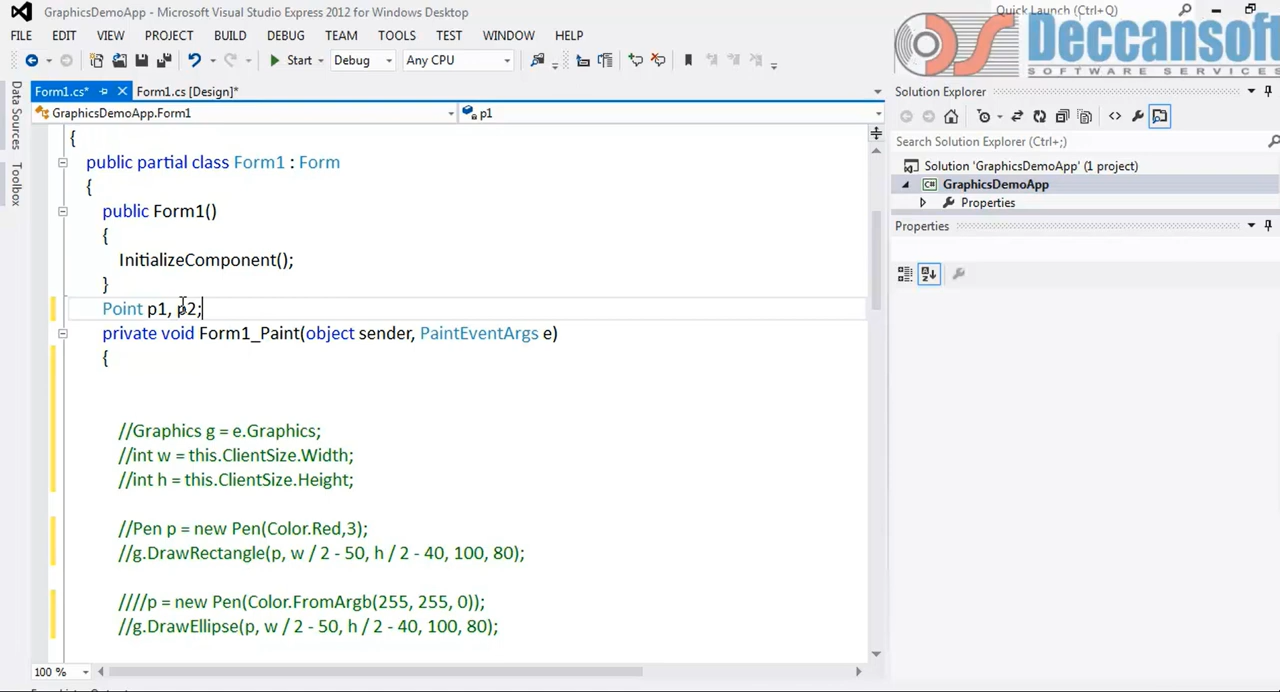 GraphicsDemoApp - Microsoft Visual Studio Express 2012 for Windows Desktop
Quick Launch (Ctrl+Q)
FILE EDIT VIEW PROJECT BUILD DEBUG TEAM TOOLS TEST WINDOW HELP
Deccansoft
SOFTWARE SERVICES
Start Debug Any CPU
Data Sources
Toolbox
Form1.cs* Form1.cs [Design]*
GraphicsDemoApp.Form1 p1
{
public partial class Form1 : Form
{
public Form1()
{
InitializeComponent();
}
Point p1, p2;
private void Form1_Paint(object sender, PaintEventArgs e)
{
//Graphics g = e.Graphics;
//int w = this.ClientSize.Width;
//int h = this.ClientSize.Height;
//Pen p = new Pen(Color.Red,3);
//g.DrawRectangle(p, w / 2 - 50, h / 2 - 40, 100, 80);
////p = new Pen(Color.FromArgb(255, 255, 0));
//g.DrawEllipse(p, w / 2 - 50, h / 2 - 40, 100, 80);
100 %
Solution Explorer
Search Solution Explorer (Ctrl+;)
Solution 'GraphicsDemoApp' (1 project)
C# GraphicsDemoApp
Properties
Properties